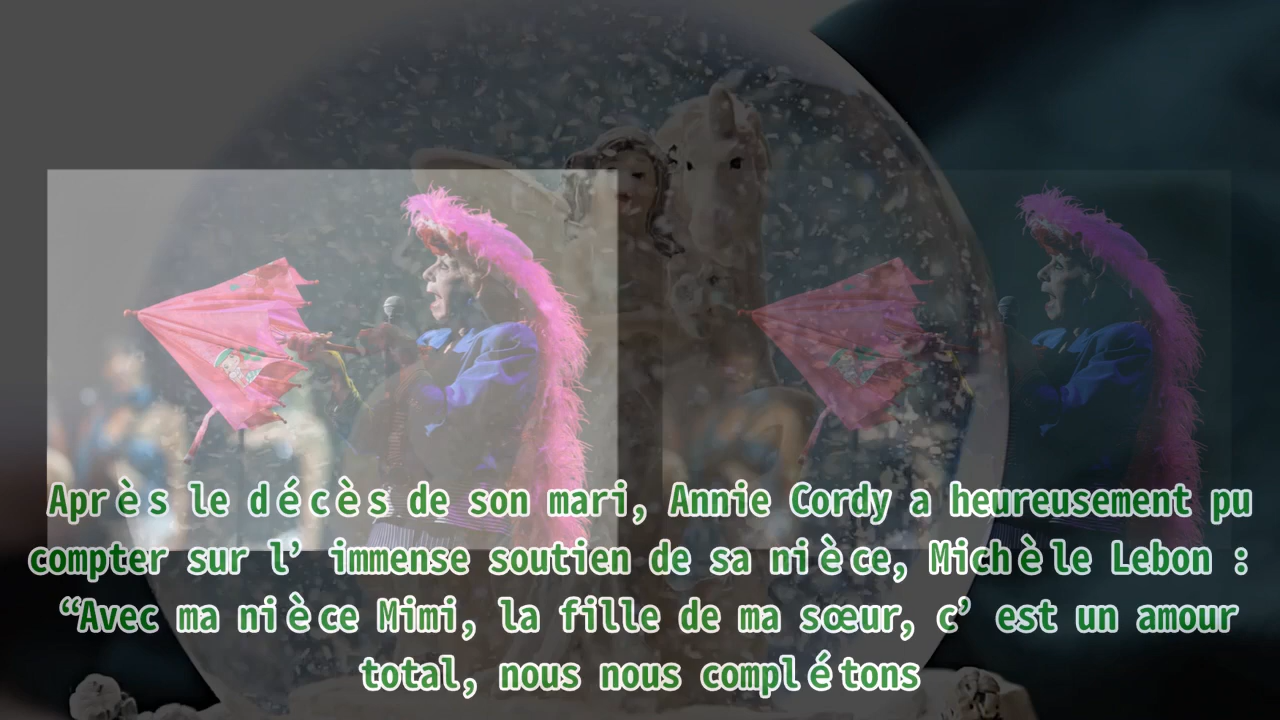 Après le décès de son mari, Annie Cordy a heureusement pu
compter sur l’ immense soutien de sa nièce, Michèle Lebon :
“Avec ma nièce Mimi, la fille de ma sœur, c’ est un amour
total, nous nous complétons